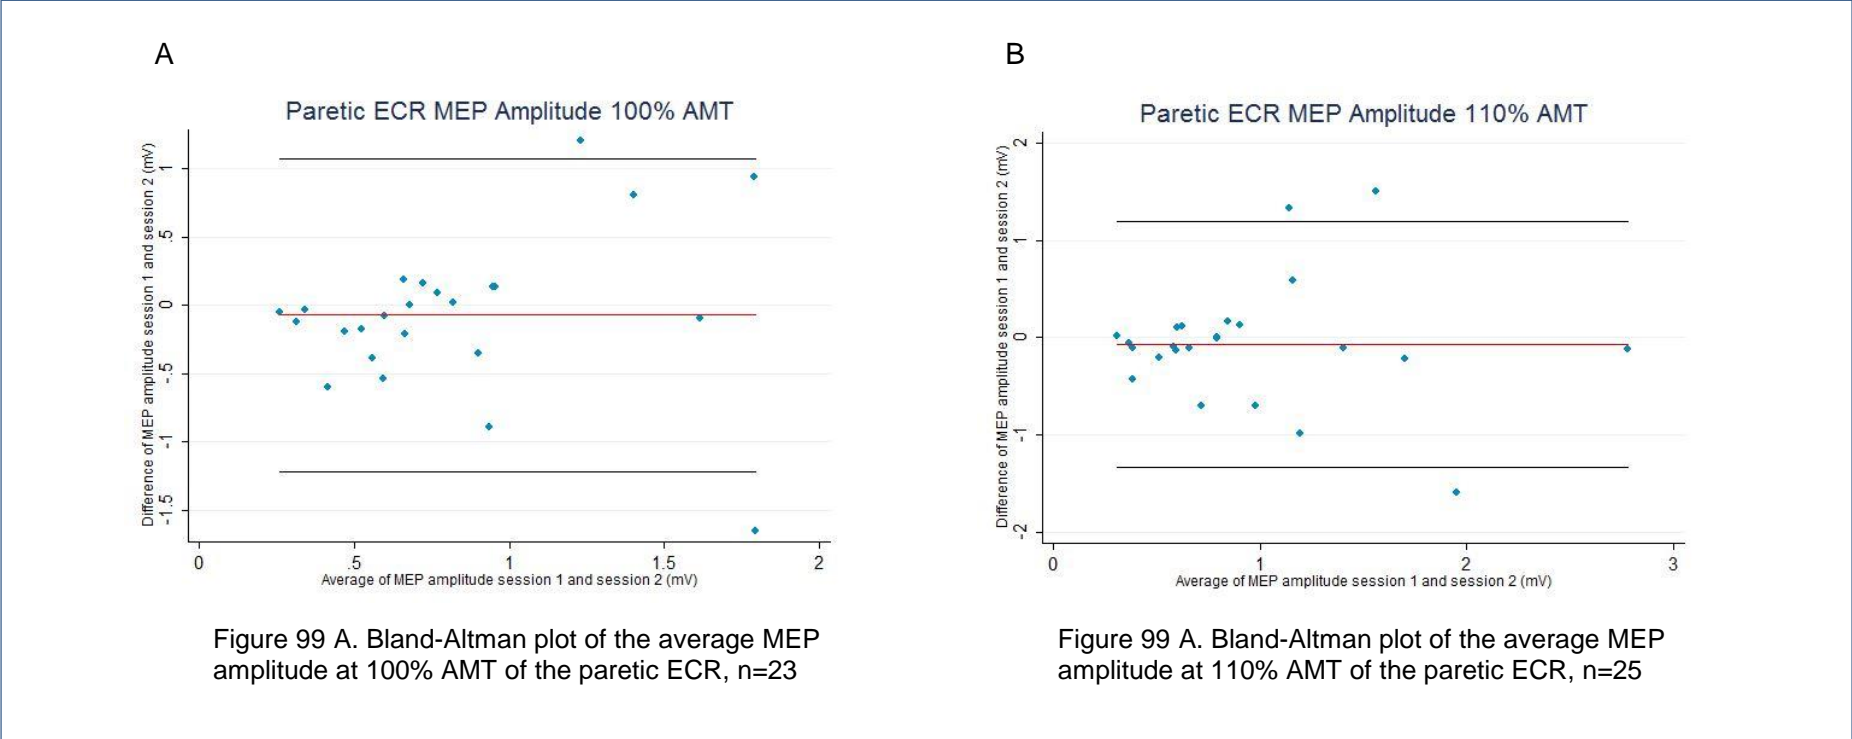 A
Paretic ECR MEP Amplitude 100% AMT
Difference of MEP amplitude session 1 and session 2 (mV)
1
.5
0
-.5
-1
-1.5
0 .5 1 1.5 2
Average of MEP amplitude session 1 and session 2 (mV)
Figure 99 A. Bland-Altman plot of the average MEP
amplitude at 100% AMT of the paretic ECR, n=23
B
Paretic ECR MEP Amplitude 110% AMT
Difference of MEP amplitude session 1 and session 2 (mV)
2
1
0
-1
-2
0 1 2 3
Average of MEP amplitude session 1 and session 2 (mV)
Figure 99 A. Bland-Altman plot of the average MEP
amplitude at 110% AMT of the paretic ECR, n=25